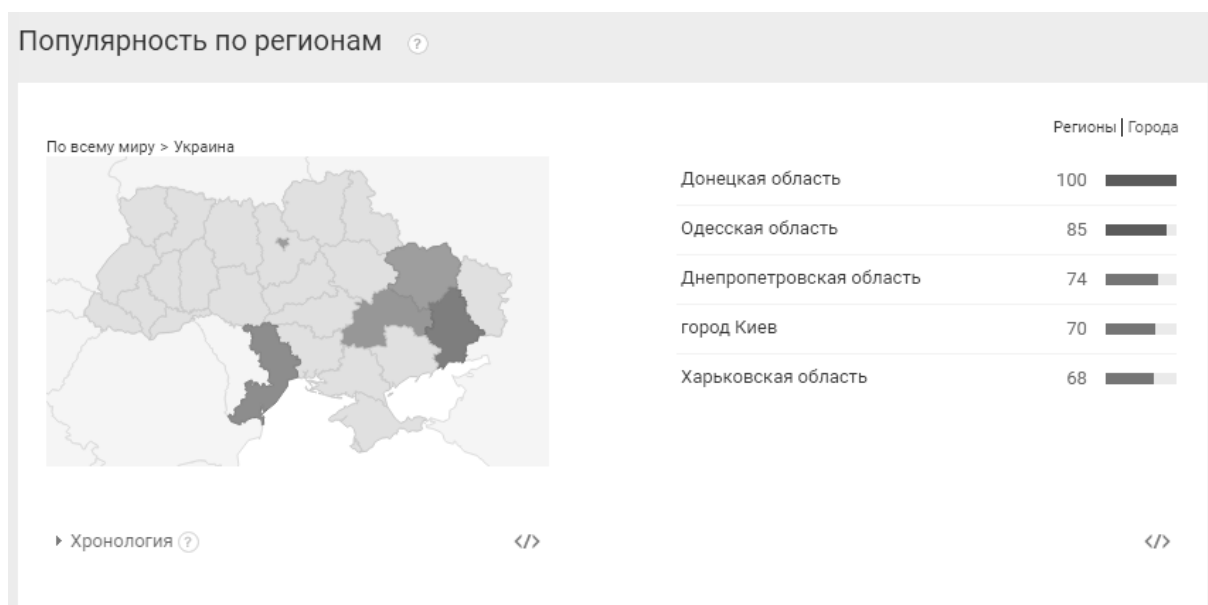 Популярность по регионам ?
Регионы | Города
По всему миру > Украина
Донецкая область 100
Одесская область 85
Днепропетровская область 74
город Киев 70
Харьковская область 68
Хронология ? </> </>